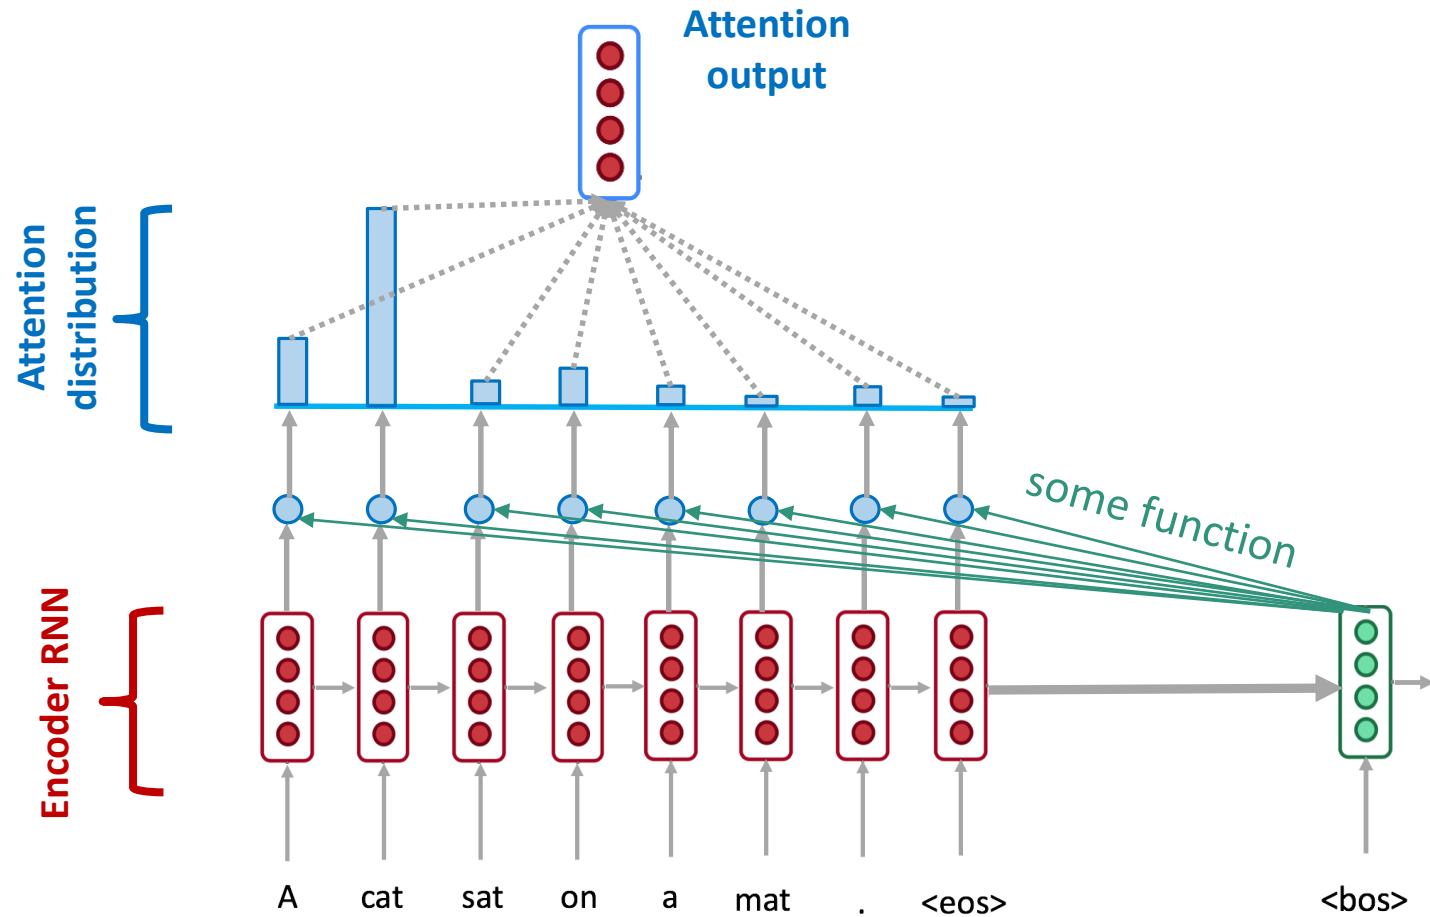 Attention
output
Attention
distribution
some function
Encoder RNN
A cat sat on a mat . <eos> <bos>